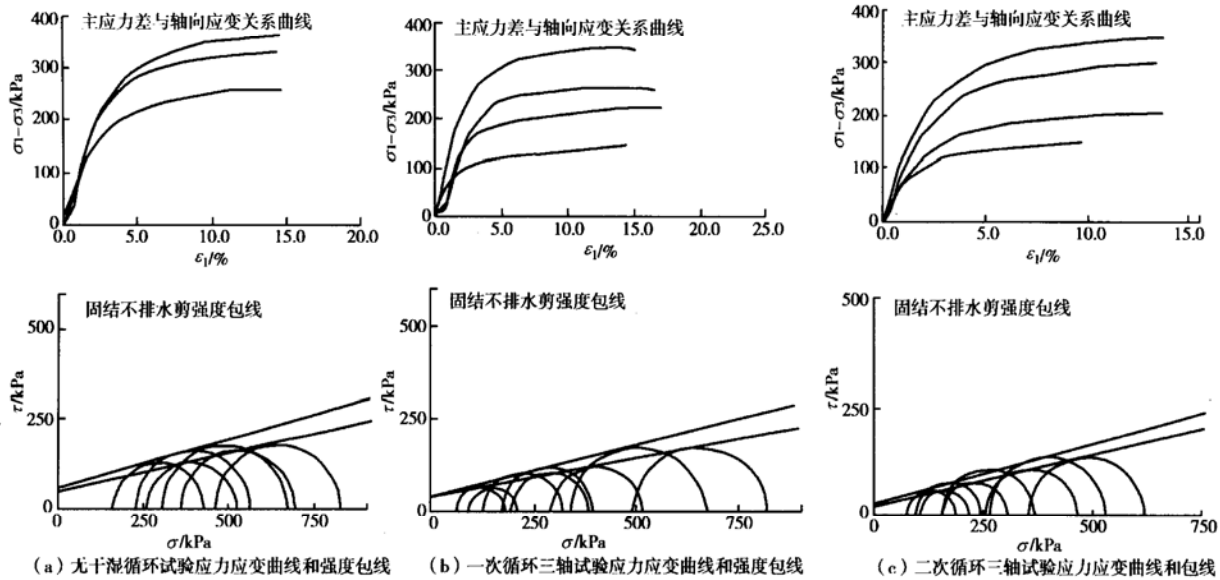 主应力差与轴向应变关系曲线
400
300
200
100
0
σ1-σ3/kPa
0.0 5.0 10.0 15.0 20.0
ε1/%
主应力差与轴向应变关系曲线
400
300
200
100
0
σ1-σ3/kPa
0.0 5.0 10.0 15.0 20.0 25.0
ε1/%
主应力差与轴向应变关系曲线
400
300
200
100
0
σ1-σ3/kPa
0.0 5.0 10.0 15.0
ε1/%
固结不排水剪强度包线
500
250
0
τ/kPa
0 250 500 750
σ/kPa
固结不排水剪强度包线
500
250
0
τ/kPa
0 250 500 750
σ/kPa
固结不排水剪强度包线
500
250
0
τ/kPa
0 250 500 750
σ/kPa
(a)无干湿循环试验应力应变曲线和强度包线
(b)一次循环三轴试验应力应变曲线和强度包线
(c)二次循环三轴试验应力应变曲线和包线